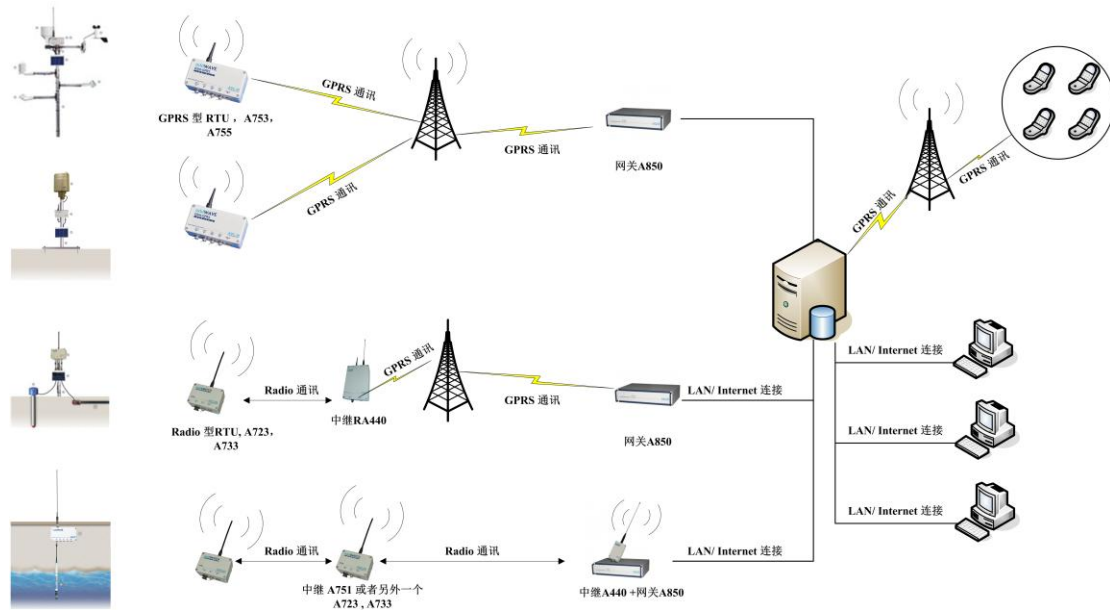 GPRS 通讯
GPRS 型 RTU ，A753，
A755
GPRS 通讯
网关A850
GPRS 通讯
GPRS 通讯
GPRS 通讯
LAN/ Internet 连接
GPRS 通讯
Radio 通讯
中继RA440
GPRS 通讯
LAN/ Internet 连接
Radio 型RTU, A723，
A733
网关A850
LAN/ Internet 连接
LAN/ Internet 连接
Radio 通讯
Radio 通讯
LAN/ Internet 连接
中继 A751 或者另外一个
A723 , A733
中继A440 +网关A850